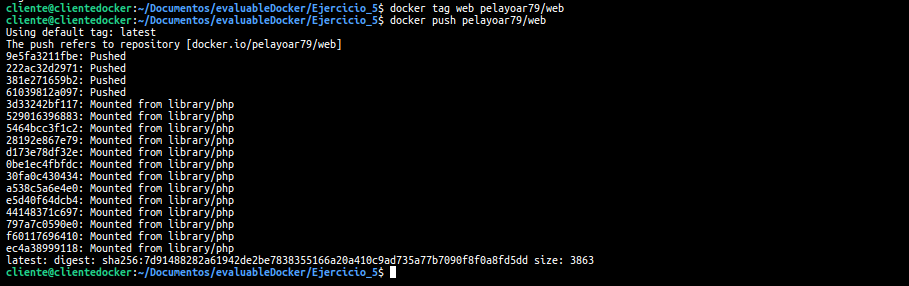 cliente@clientedocker:~/Documentos/evaluableDocker/Ejercicio_5$ docker tag web pelayoar79/web
cliente@clientedocker:~/Documentos/evaluableDocker/Ejercicio_5$ docker push pelayoar79/web
Using default tag: latest
The push refers to repository [docker.io/pelayoar79/web]
9e5fa3211fbe: Pushed
222ac32d2971: Pushed
381e271659b2: Pushed
61039812a097: Pushed
3d33242bf117: Mounted from library/php
529016396883: Mounted from library/php
5464bcc3f1c2: Mounted from library/php
28192e867e79: Mounted from library/php
d173e78df32e: Mounted from library/php
0be1ec4fbfdc: Mounted from library/php
30fa0c430434: Mounted from library/php
a538c5a6e4e0: Mounted from library/php
e5d40f64dcb4: Mounted from library/php
44148371c697: Mounted from library/php
797a7c0590e0: Mounted from library/php
f60117696410: Mounted from library/php
ec4a38999118: Mounted from library/php
latest: digest: sha256:7d91488282a61942de2be7838355166a20a410c9ad735a77b7090f8f0a8fd5dd size: 3863
cliente@clientedocker:~/Documentos/evaluableDocker/Ejercicio_5$